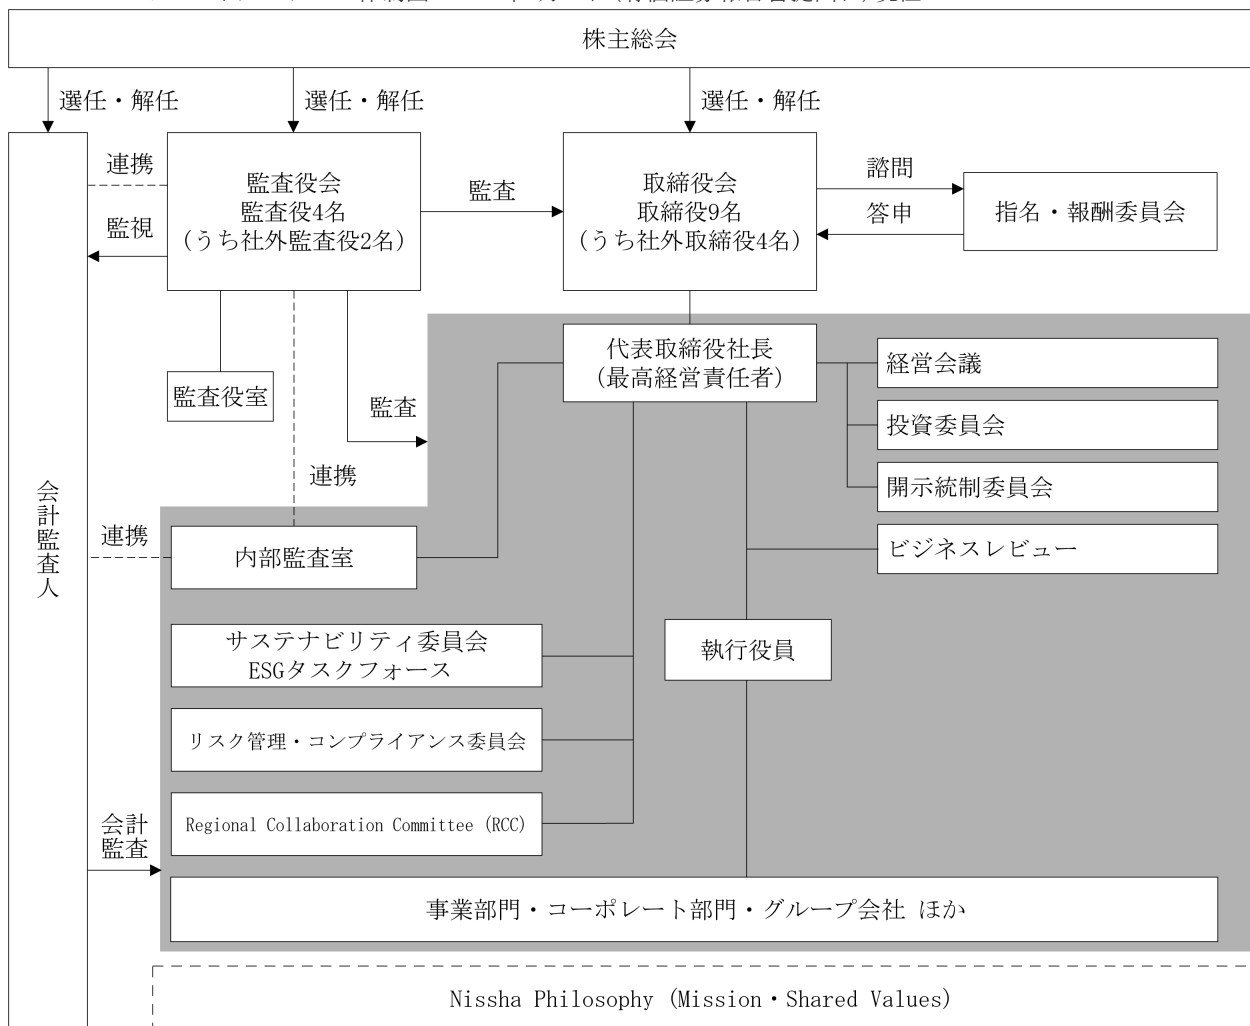 株主総会
選任・解任
選任・解任
選任・解任
連携
監視
監査役会
監査役4名
(うち社外監査役2名)
監査
取締役会
取締役9名
(うち社外取締役4名)
諮問
答申
指名・報酬委員会
代表取締役社長
(最高経営責任者)
経営会議
投資委員会
開示統制委員会
ビジネスレビュー
監査役室
監査
連携
会計監査人
連携
内部監査室
サステナビリティ委員会
ESGタスクフォース
執行役員
リスク管理・コンプライアンス委員会
Regional Collaboration Committee (RCC)
会計
監査
事業部門・コーポレート部門・グループ会社 ほか
Nissha Philosophy (Mission・Shared Values)